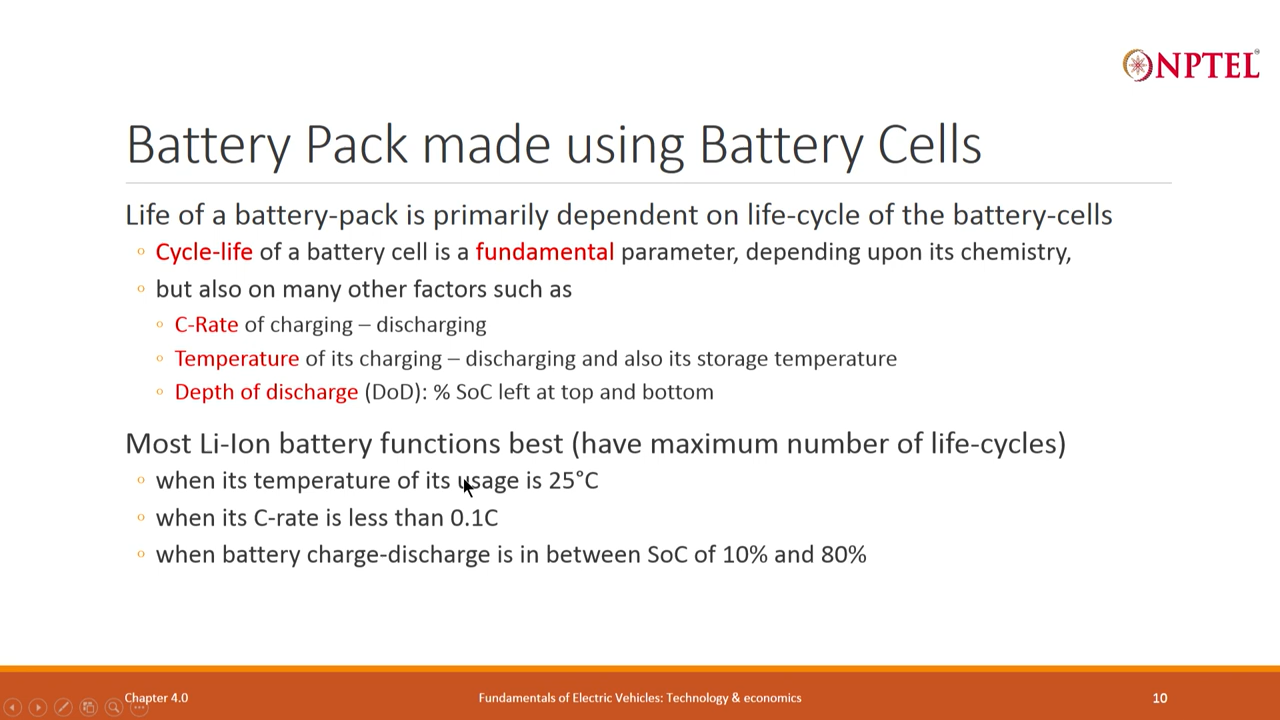 NPTEL
Battery Pack made using Battery Cells
Life of a battery-pack is primarily dependent on life-cycle of the battery-cells
Cycle-life of a battery cell is a fundamental parameter, depending upon its chemistry,
but also on many other factors such as
C-Rate of charging – discharging
Temperature of its charging – discharging and also its storage temperature
Depth of discharge (DoD): % SoC left at top and bottom
Most Li-Ion battery functions best (have maximum number of life-cycles)
when its temperature of its usage is 25°C
when its C-rate is less than 0.1C
when battery charge-discharge is in between SoC of 10% and 80%
Chapter 4.0
Fundamentals of Electric Vehicles: Technology & economics
10